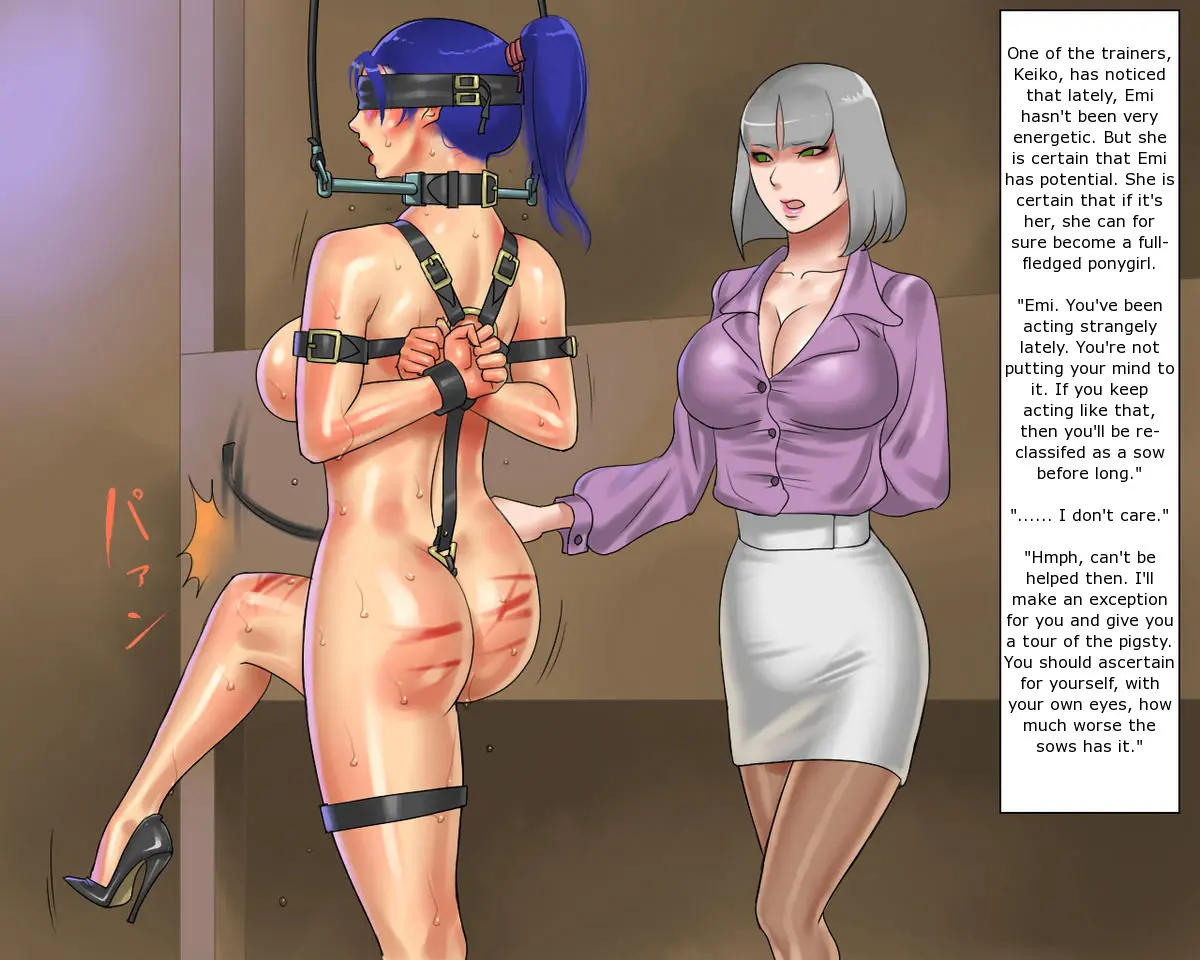 One of the trainers,
Keiko, has noticed
that lately, Emi
hasn't been very
energetic. But she
is certain that Emi
has potential. She is
certain that if it's
her, she can for
sure become a full-
fledged ponygirl.
"Emi. You've been
acting strangely
lately. You're not
putting your mind to
it. If you keep
acting like that,
then you'll be re-
classifed as a sow
before long."
"...... I don't care."
"Hmph, can't be
helped then. I'll
make an exception
for you and give you
a tour of the pigsty.
You should ascertain
for yourself, with
your own eyes, how
much worse the
sows has it."
パァン